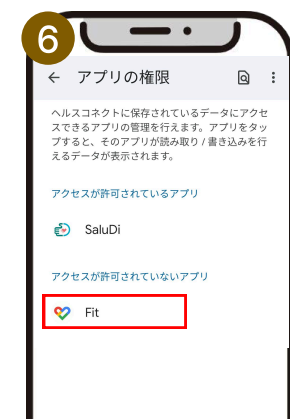 6
アプリの権限
ヘルスコネクトに保存されているデータにアクセ
スできるアプリの管理を行えます。アプリをタッ
プすると、そのアプリが読み取り / 書き込みを行
えるデータが表示されます。
アクセスが許可されているアプリ
SaluDi
アクセスが許可されていないアプリ
Fit